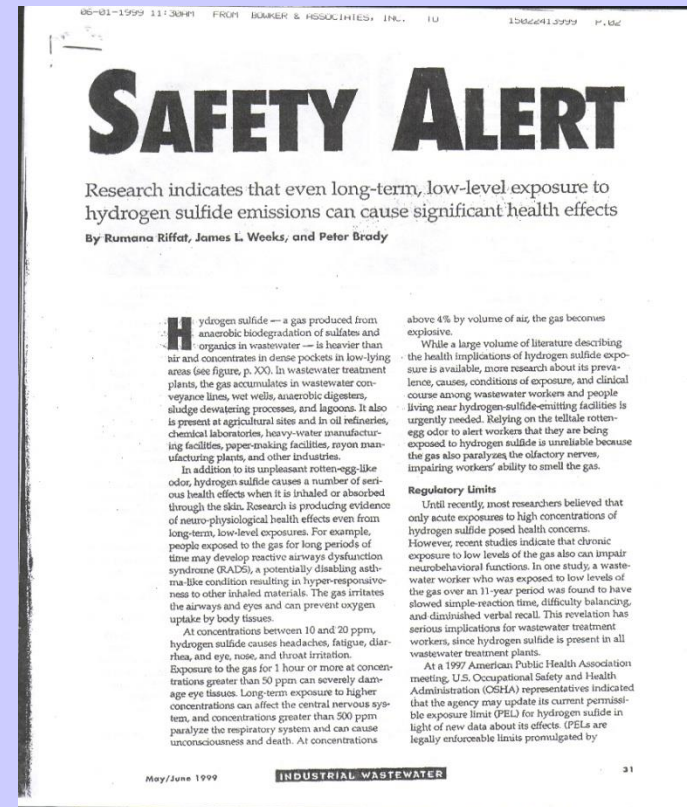 06-01-1999 11:30AM FROM BOWKER & ASSOCIATES, INC. TO 15022413999 P.02
SAFETY ALERT
Research indicates that even long-term, low-level exposure to
hydrogen sulfide emissions can cause significant health effects
By Rumana Riffat, James L. Weeks, and Peter Brady
Hydrogen sulfide — a gas produced from
anaerobic biodegradation of sulfates and
organics in wastewater — is heavier than
air and concentrates in dense pockets in low-lying
areas (see figure, p. XX). In wastewater treatment
plants, the gas accumulates in wastewater con-
veyance lines, wet wells, anaerobic digesters,
sludge dewatering processes, and lagoons. It also
is present at agricultural sites and in oil refineries,
chemical laboratories, heavy-water manufactur-
ing facilities, paper-making facilities, rayon man-
ufacturing plants, and other industries.
In addition to its unpleasant rotten-egg-like
odor, hydrogen sulfide causes a number of seri-
ous health effects when it is inhaled or absorbed
through the skin. Research is producing evidence
of neuro-physiological health effects even from
long-term, low-level exposures. For example,
people exposed to the gas for long periods of
time may develop reactive airways dysfunction
syndrome (RADS), a potentially disabling asth-
ma-like condition resulting in hyper-responsive-
ness to other inhaled materials. The gas irritates
the airways and eyes and can prevent oxygen
uptake by body tissues.
At concentrations between 10 and 20 ppm,
hydrogen sulfide causes headaches, fatigue, diar-
rhea, and eye, nose, and throat irritation.
Exposure to the gas for 1 hour or more at concen-
trations greater than 50 ppm can severely dam-
age eye tissues. Long-term exposure to higher
concentrations can affect the central nervous sys-
tem, and concentrations greater than 500 ppm
paralyze the respiratory system and can cause
unconsciousness and death. At concentrations
above 4% by volume of air, the gas becomes
explosive.
While a large volume of literature describing
the health implications of hydrogen sulfide expo-
sure is available, more research about its preva-
lence, causes, conditions of exposure, and clinical
course among wastewater workers and people
living near hydrogen-sulfide-emitting facilities is
urgently needed. Relying on the telltale rotten-
egg odor to alert workers that they are being
exposed to hydrogen sulfide is unreliable because
the gas also paralyzes the olfactory nerves,
impairing workers' ability to smell the gas.
Regulatory Limits
Until recently, most researchers believed that
only acute exposures to high concentrations of
hydrogen sulfide posed health concerns.
However, recent studies indicate that chronic
exposure to low levels of the gas also can impair
neurobehavioral functions. In one study, a waste-
water worker who was exposed to low levels of
the gas over an 11-year period was found to have
slowed simple-reaction time, difficulty balancing,
and diminished verbal recall. This revelation has
serious implications for wastewater treatment
workers, since hydrogen sulfide is present in all
wastewater treatment plants.
At a 1997 American Public Health Association
meeting, U.S. Occupational Safety and Health
Administration (OSHA) representatives indicated
that the agency may update its current permissi-
ble exposure limit (PEL) for hydrogen sufide in
light of new data about its effects. (PELs are
legally enforceable limits promulgated by
May/June 1999
INDUSTRIAL WASTEWATER
31